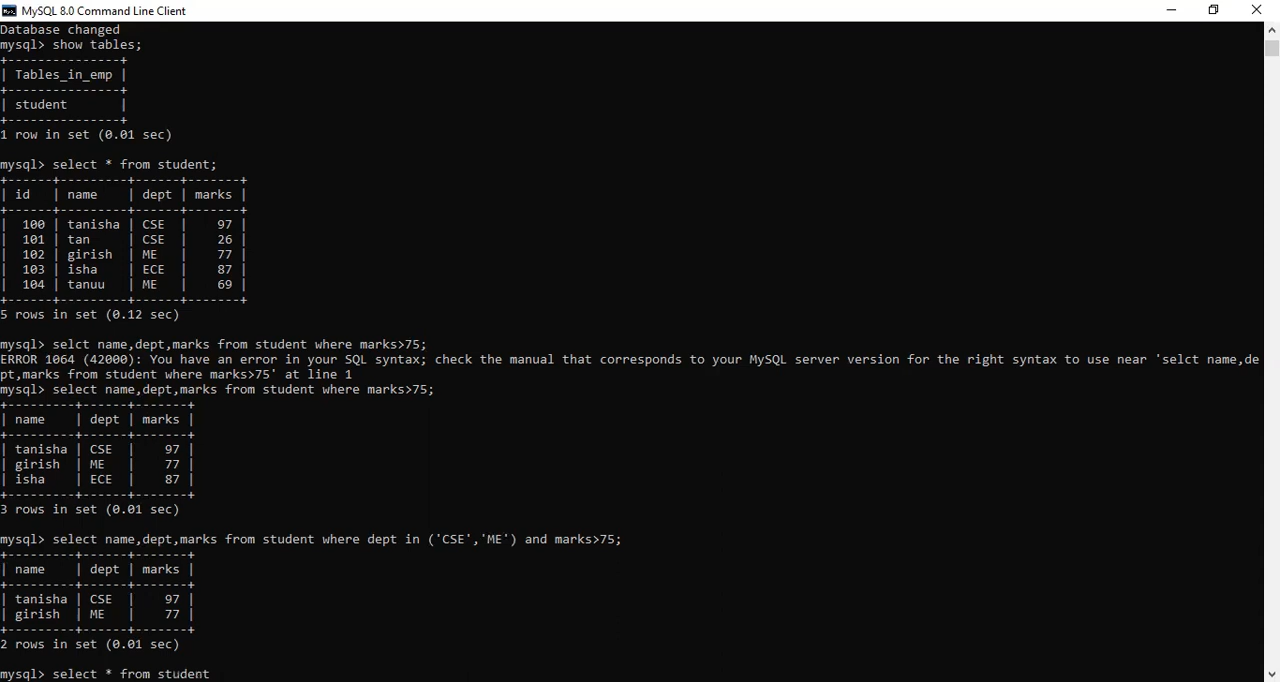 MySQL 8.0 Command Line Client
Database changed
mysql> show tables;
+---------------+
| Tables_in_emp |
+---------------+
| student       |
+---------------+
1 row in set (0.01 sec)
mysql> select * from student;
+------+---------+------+-------+
| id   | name    | dept | marks |
+------+---------+------+-------+
|  100 | tanisha | CSE  |    97 |
|  101 | tan     | CSE  |    26 |
|  102 | girish  | ME   |    77 |
|  103 | isha    | ECE  |    87 |
|  104 | tanuu   | ME   |    69 |
+------+---------+------+-------+
5 rows in set (0.12 sec)
mysql> selct name,dept,marks from student where marks>75;
ERROR 1064 (42000): You have an error in your SQL syntax; check the manual that corresponds to your MySQL server version for the right syntax to use near 'selct name,de
pt,marks from student where marks>75' at line 1
mysql> select name,dept,marks from student where marks>75;
+---------+------+-------+
| name    | dept | marks |
+---------+------+-------+
| tanisha | CSE  |    97 |
| girish  | ME   |    77 |
| isha    | ECE  |    87 |
+---------+------+-------+
3 rows in set (0.01 sec)
mysql> select name,dept,marks from student where dept in ('CSE','ME') and marks>75;
+---------+------+-------+
| name    | dept | marks |
+---------+------+-------+
| tanisha | CSE  |    97 |
| girish  | ME   |    77 |
+---------+------+-------+
2 rows in set (0.01 sec)
mysql> select * from student